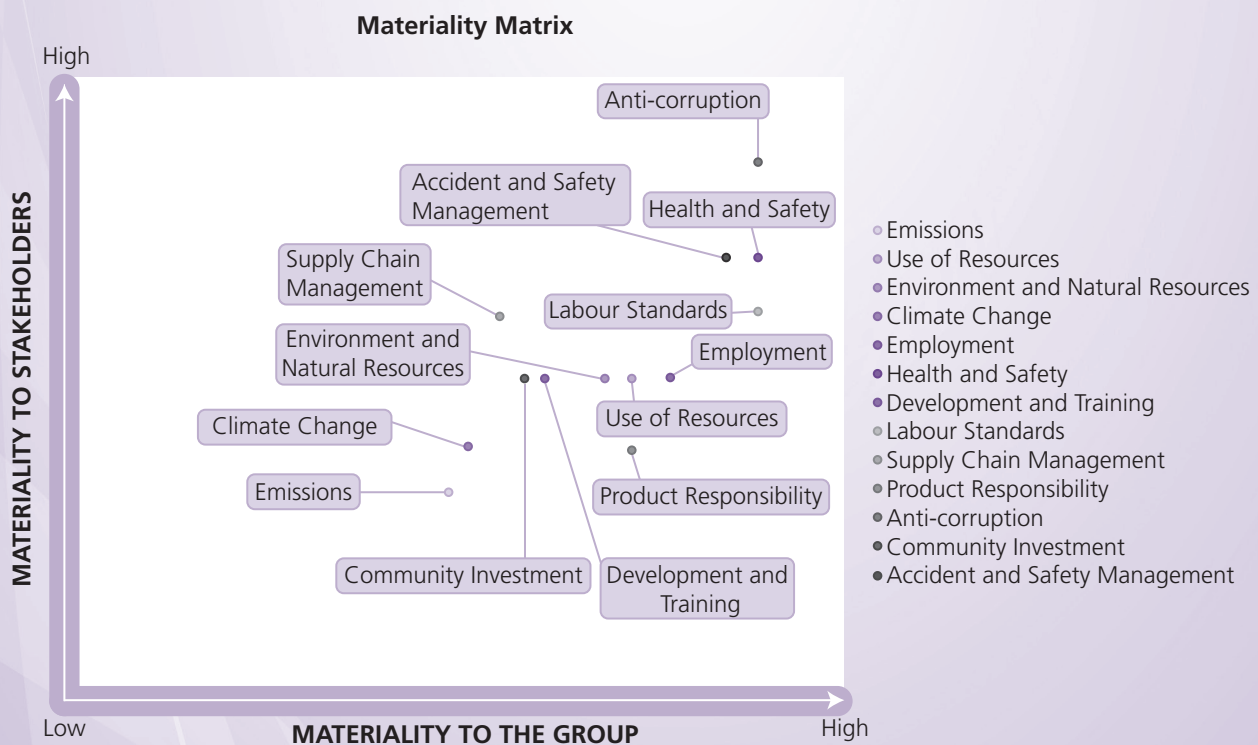 Materiality Matrix
High
MATERIALITY TO STAKEHOLDERS
Anti-corruption
Accident and Safety
Management
Health and Safety
Supply Chain
Management
Labour Standards
Environment and
Natural Resources
Employment
Use of Resources
Climate Change
Emissions
Product Responsibility
Community Investment
Development and
Training
Low
MATERIALITY TO THE GROUP
High
Emissions
Use of Resources
Environment and Natural Resources
Climate Change
Employment
Health and Safety
Development and Training
Labour Standards
Supply Chain Management
Product Responsibility
Anti-corruption
Community Investment
Accident and Safety Management